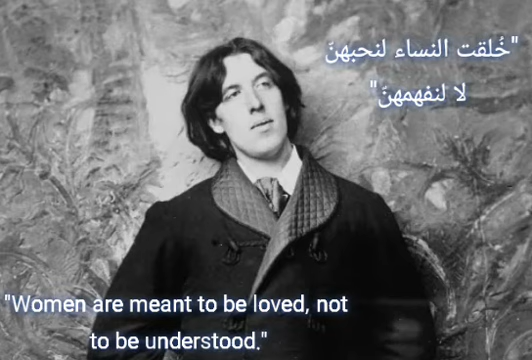 "خُلقت النساء لنحبهنّ
لا لنفهمهنّ"
"Women are meant to be loved, not
to be understood."